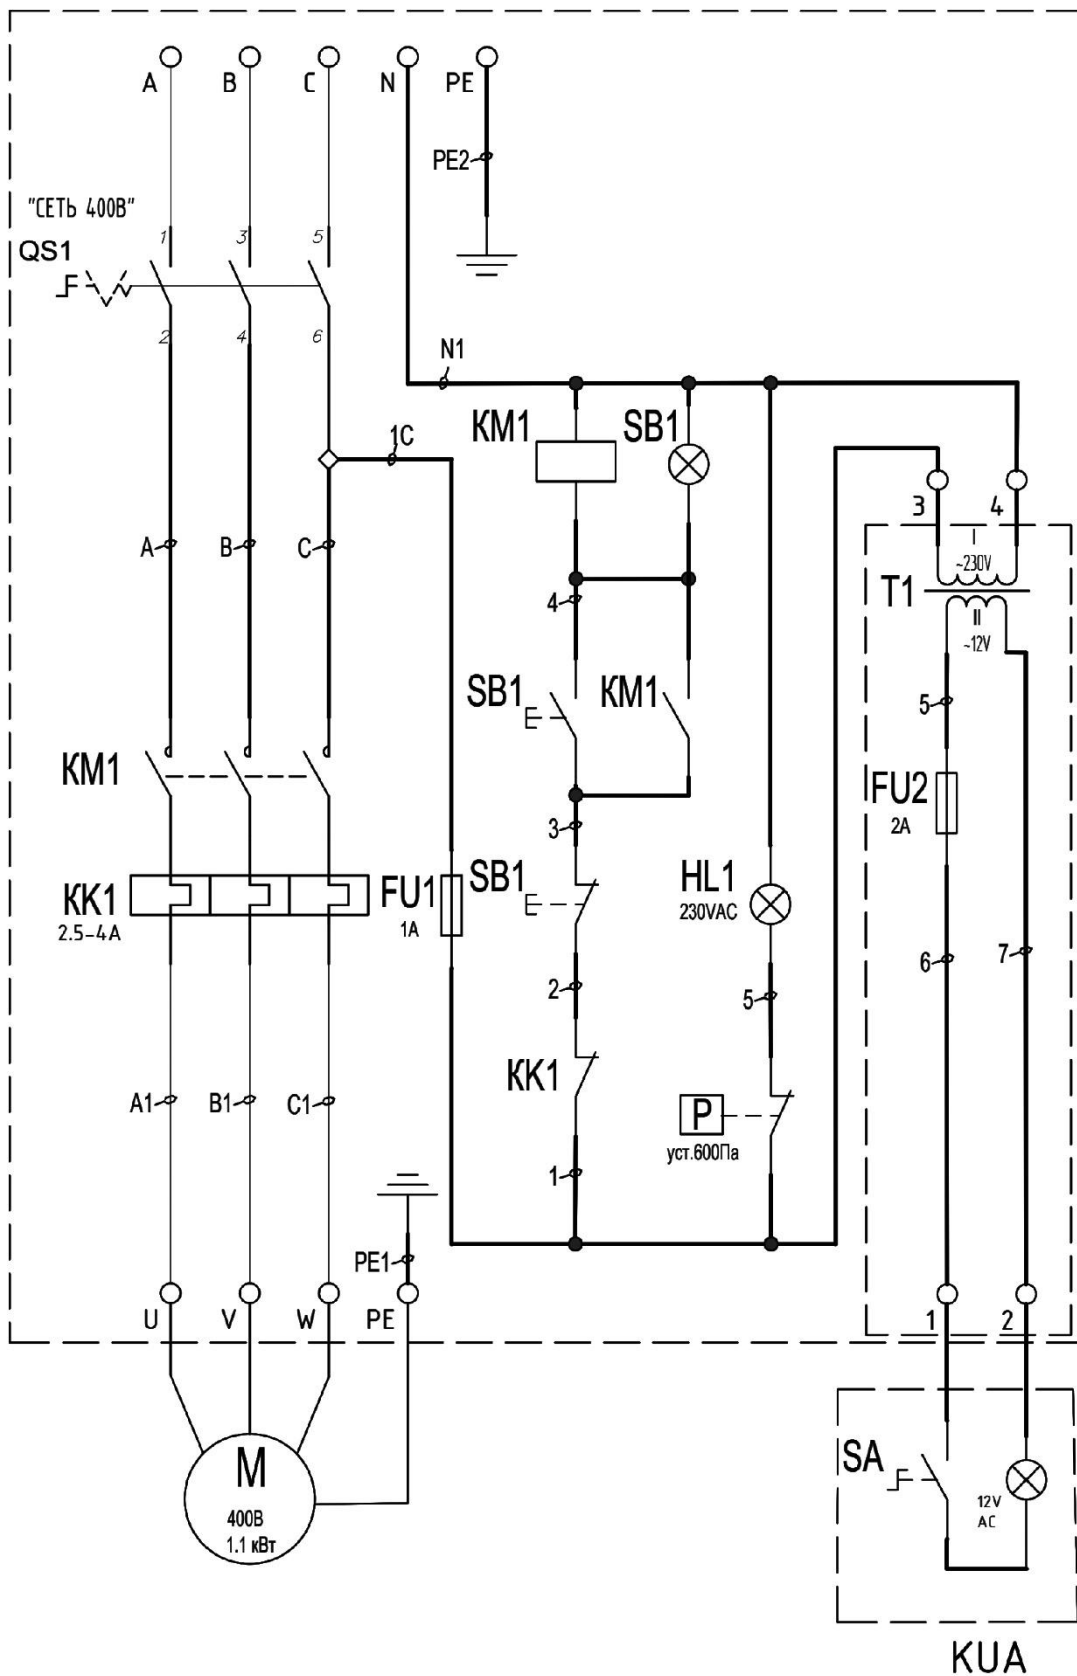 A B C N PE
PE2
"СЕТЬ 400В"
QS1
1 3 5
2 4 6
N1
1C
KM1 SB1
3 4
A B C
I
~230V
T1
II
~12V
4
SB1 KM1
5
KM1
FU2
2A
3
KK1
2.5-4A
FU1
1A
SB1
HL1
230VAC
6 7
2
5
KK1
A1 B1 C1
P
уст.600Па
1
PE1
U V W PE
1 2
M
400В
1.1 кВт
SA
12V
AC
KUA